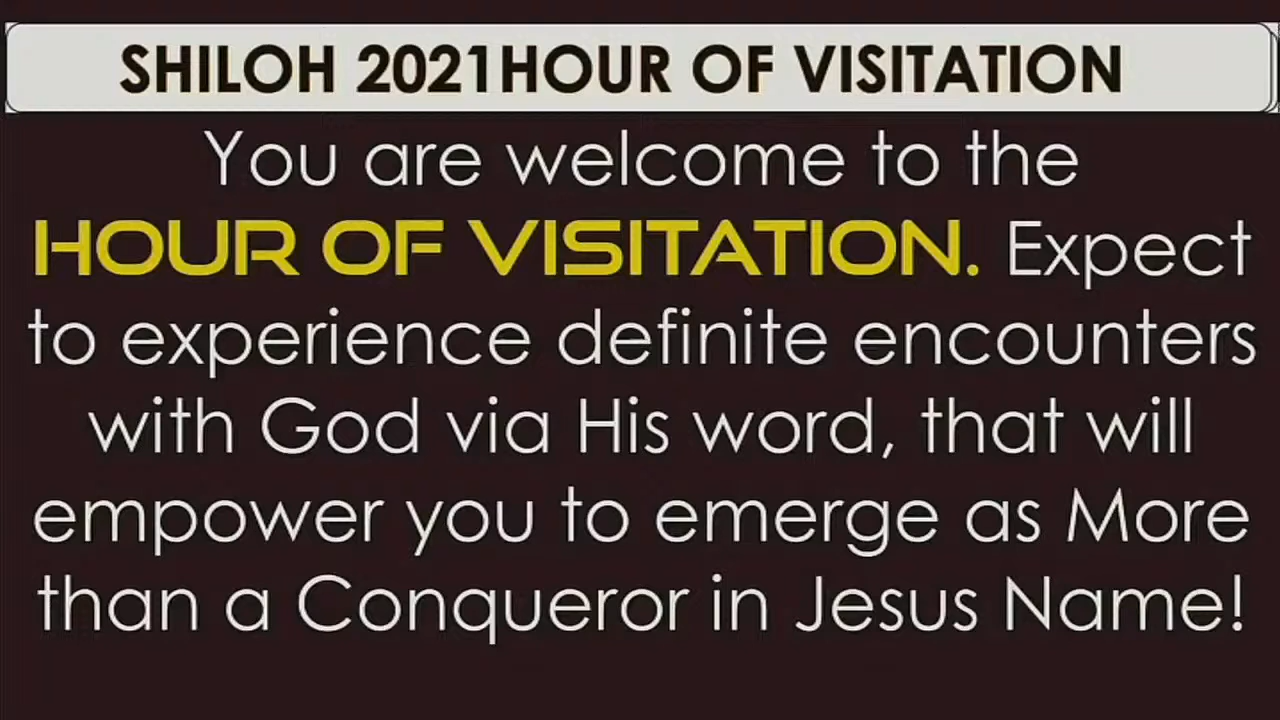 SHILOH 2021HOUR OF VISITATION
You are welcome to the
HOUR OF VISITATION. Expect
to experience definite encounters
with God via His word, that will
empower you to emerge as More
than a Conqueror in Jesus Name!